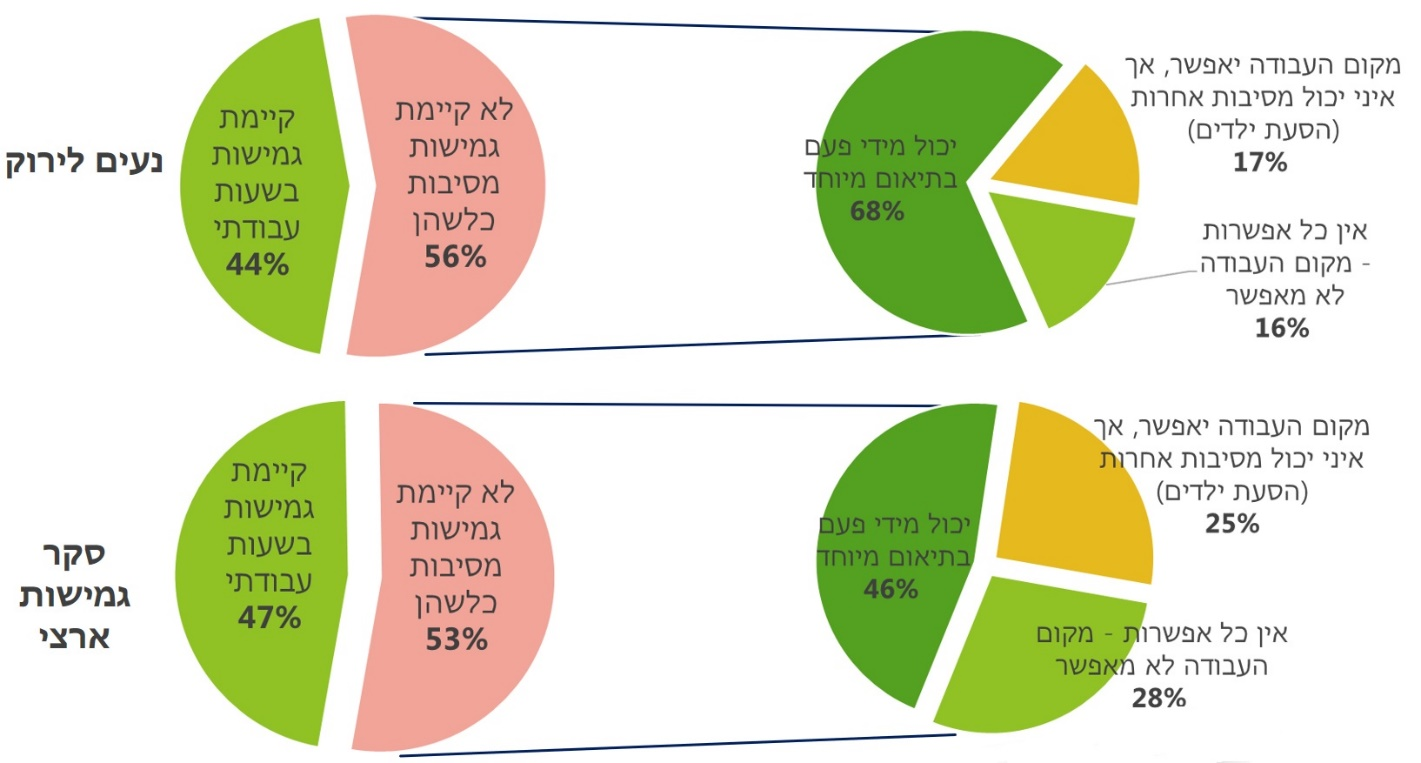 נעים לירוק
קיימת
גמישות
בשעות
עבודתי
44%
לא קיימת
גמישות
מסיבות
כלשהן
56%
יכול מידי פעם
בתיאום מיוחד
68%
מקום העבודה יאפשר, אך
איני יכול מסיבות אחרות
(הסעת ילדים)
17%
אין כל אפשרות
- מקום העבודה
לא מאפשר
16%
סקר
גמישות
ארצי
קיימת
גמישות
בשעות
עבודתי
47%
לא קיימת
גמישות
מסיבות
כלשהן
53%
יכול מידי פעם
בתיאום מיוחד
46%
מקום העבודה יאפשר, אך
איני יכול מסיבות אחרות
(הסעת ילדים)
25%
אין כל אפשרות - מקום
העבודה לא מאפשר
28%